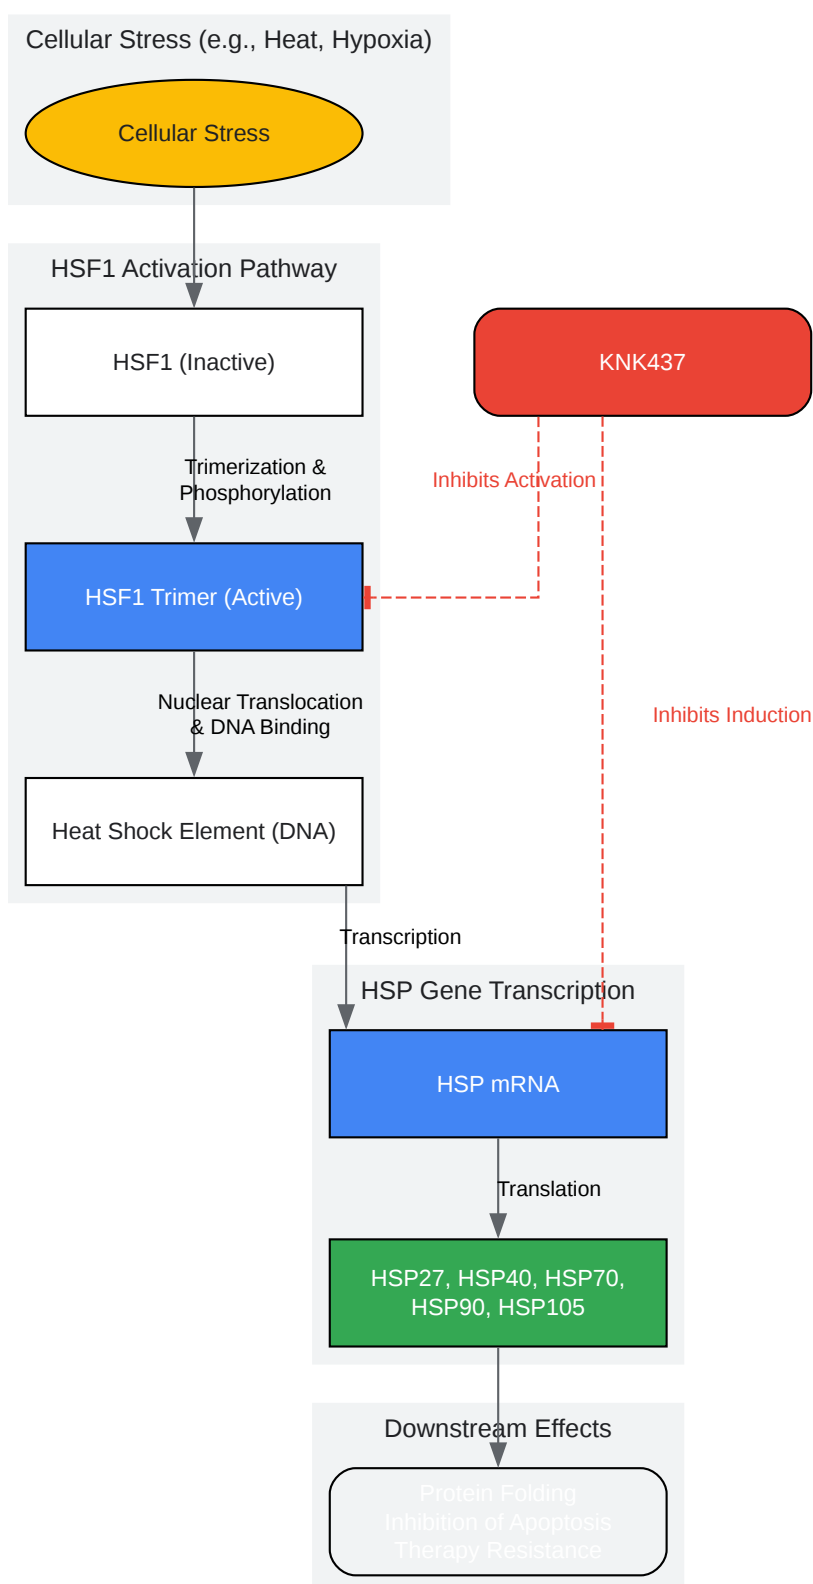 Cellular Stress (e.g., Heat, Hypoxia)
Cellular Stress
HSF1 Activation Pathway
HSF1 (Inactive)
KNK437
Trimerization &
Phosphorylation
Inhibits Activation
HSF1 Trimer (Active)
Nuclear Translocation
& DNA Binding
Inhibits Induction
Heat Shock Element (DNA)
Transcription
HSP Gene Transcription
HSP mRNA
Translation
HSP27, HSP40, HSP70,
HSP90, HSP105
Downstream Effects
Protein Folding
Inhibition of Apoptosis
Therapy Resistance